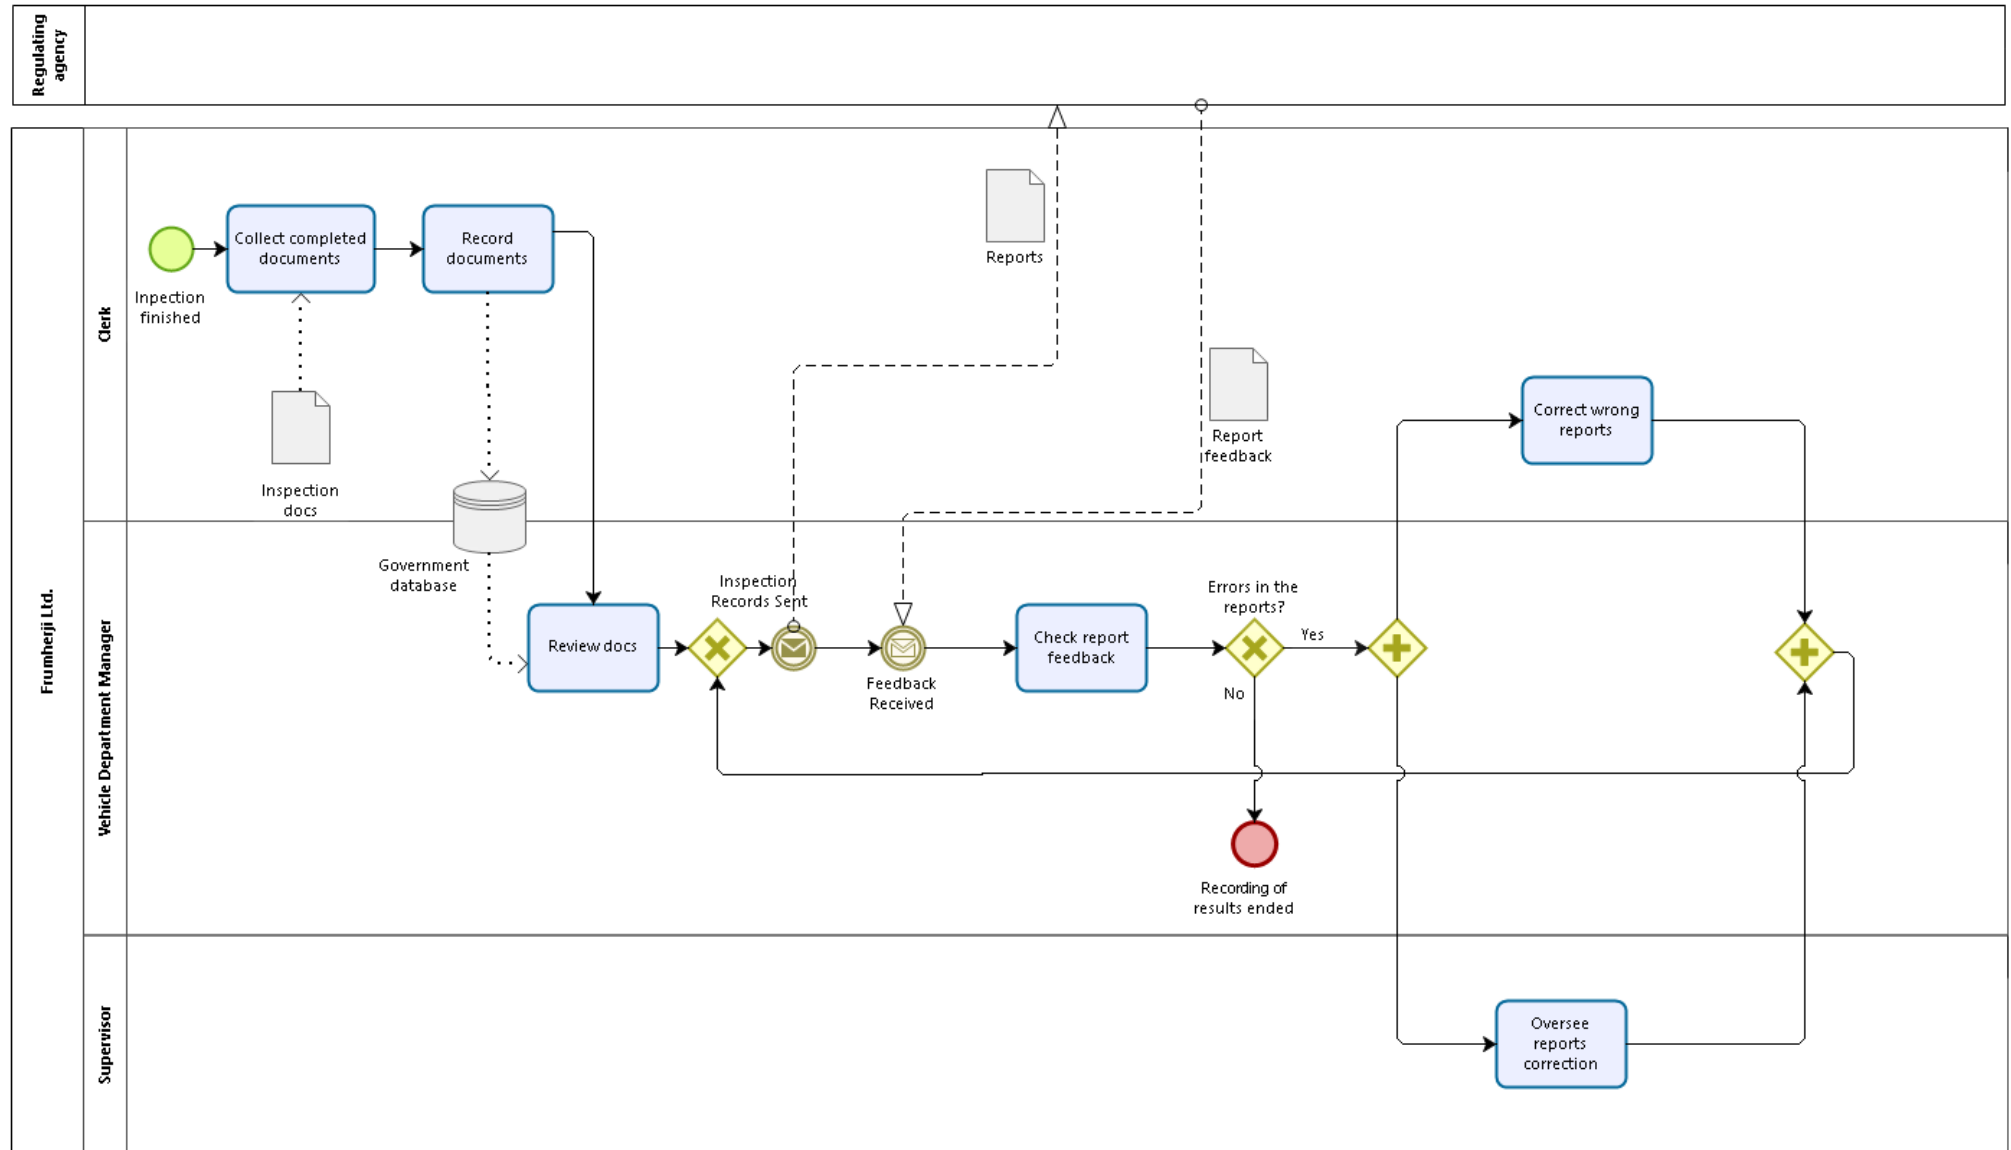 Regulating
agency
Frumherji Ltd.
Clerk
Inpection
finished
Collect completed
documents
Record
documents
Inspection
docs
Government
database
Reports
Report
feedback
Correct wrong
reports
Vehicle Department Manager
Review docs
Inspection
Records Sent
Feedback
Received
Check report
feedback
Errors in the
reports?
Yes
No
Recording of
results ended
Supervisor
Oversee
reports
correction